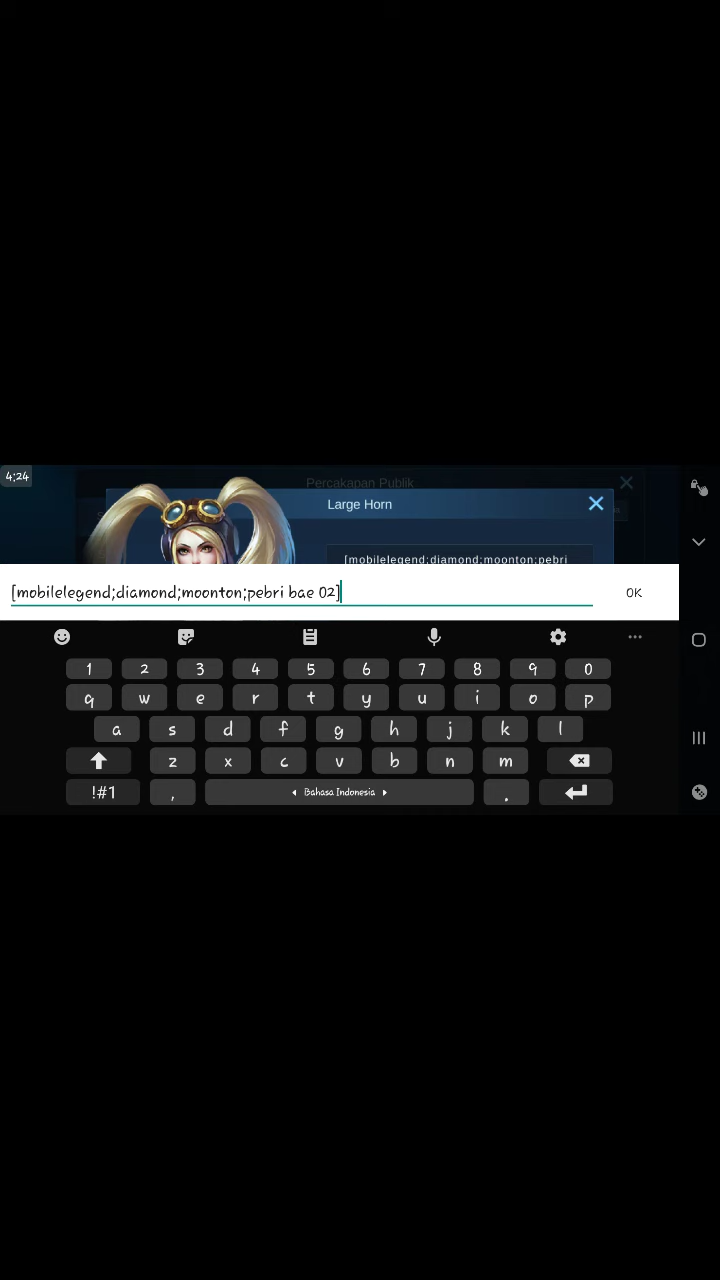 4:24
Percakapan Publik
Large Horn
[mobilelegend;diamond;moonton;pebri
[mobilelegend;diamond;moonton;pebri bae 02]
OK
1 2 3 4 5 6 7 8 9 0
q w e r t y u i o p
a s d f g h j k l
z x c v b n m
!#1 , Bahasa Indonesia .